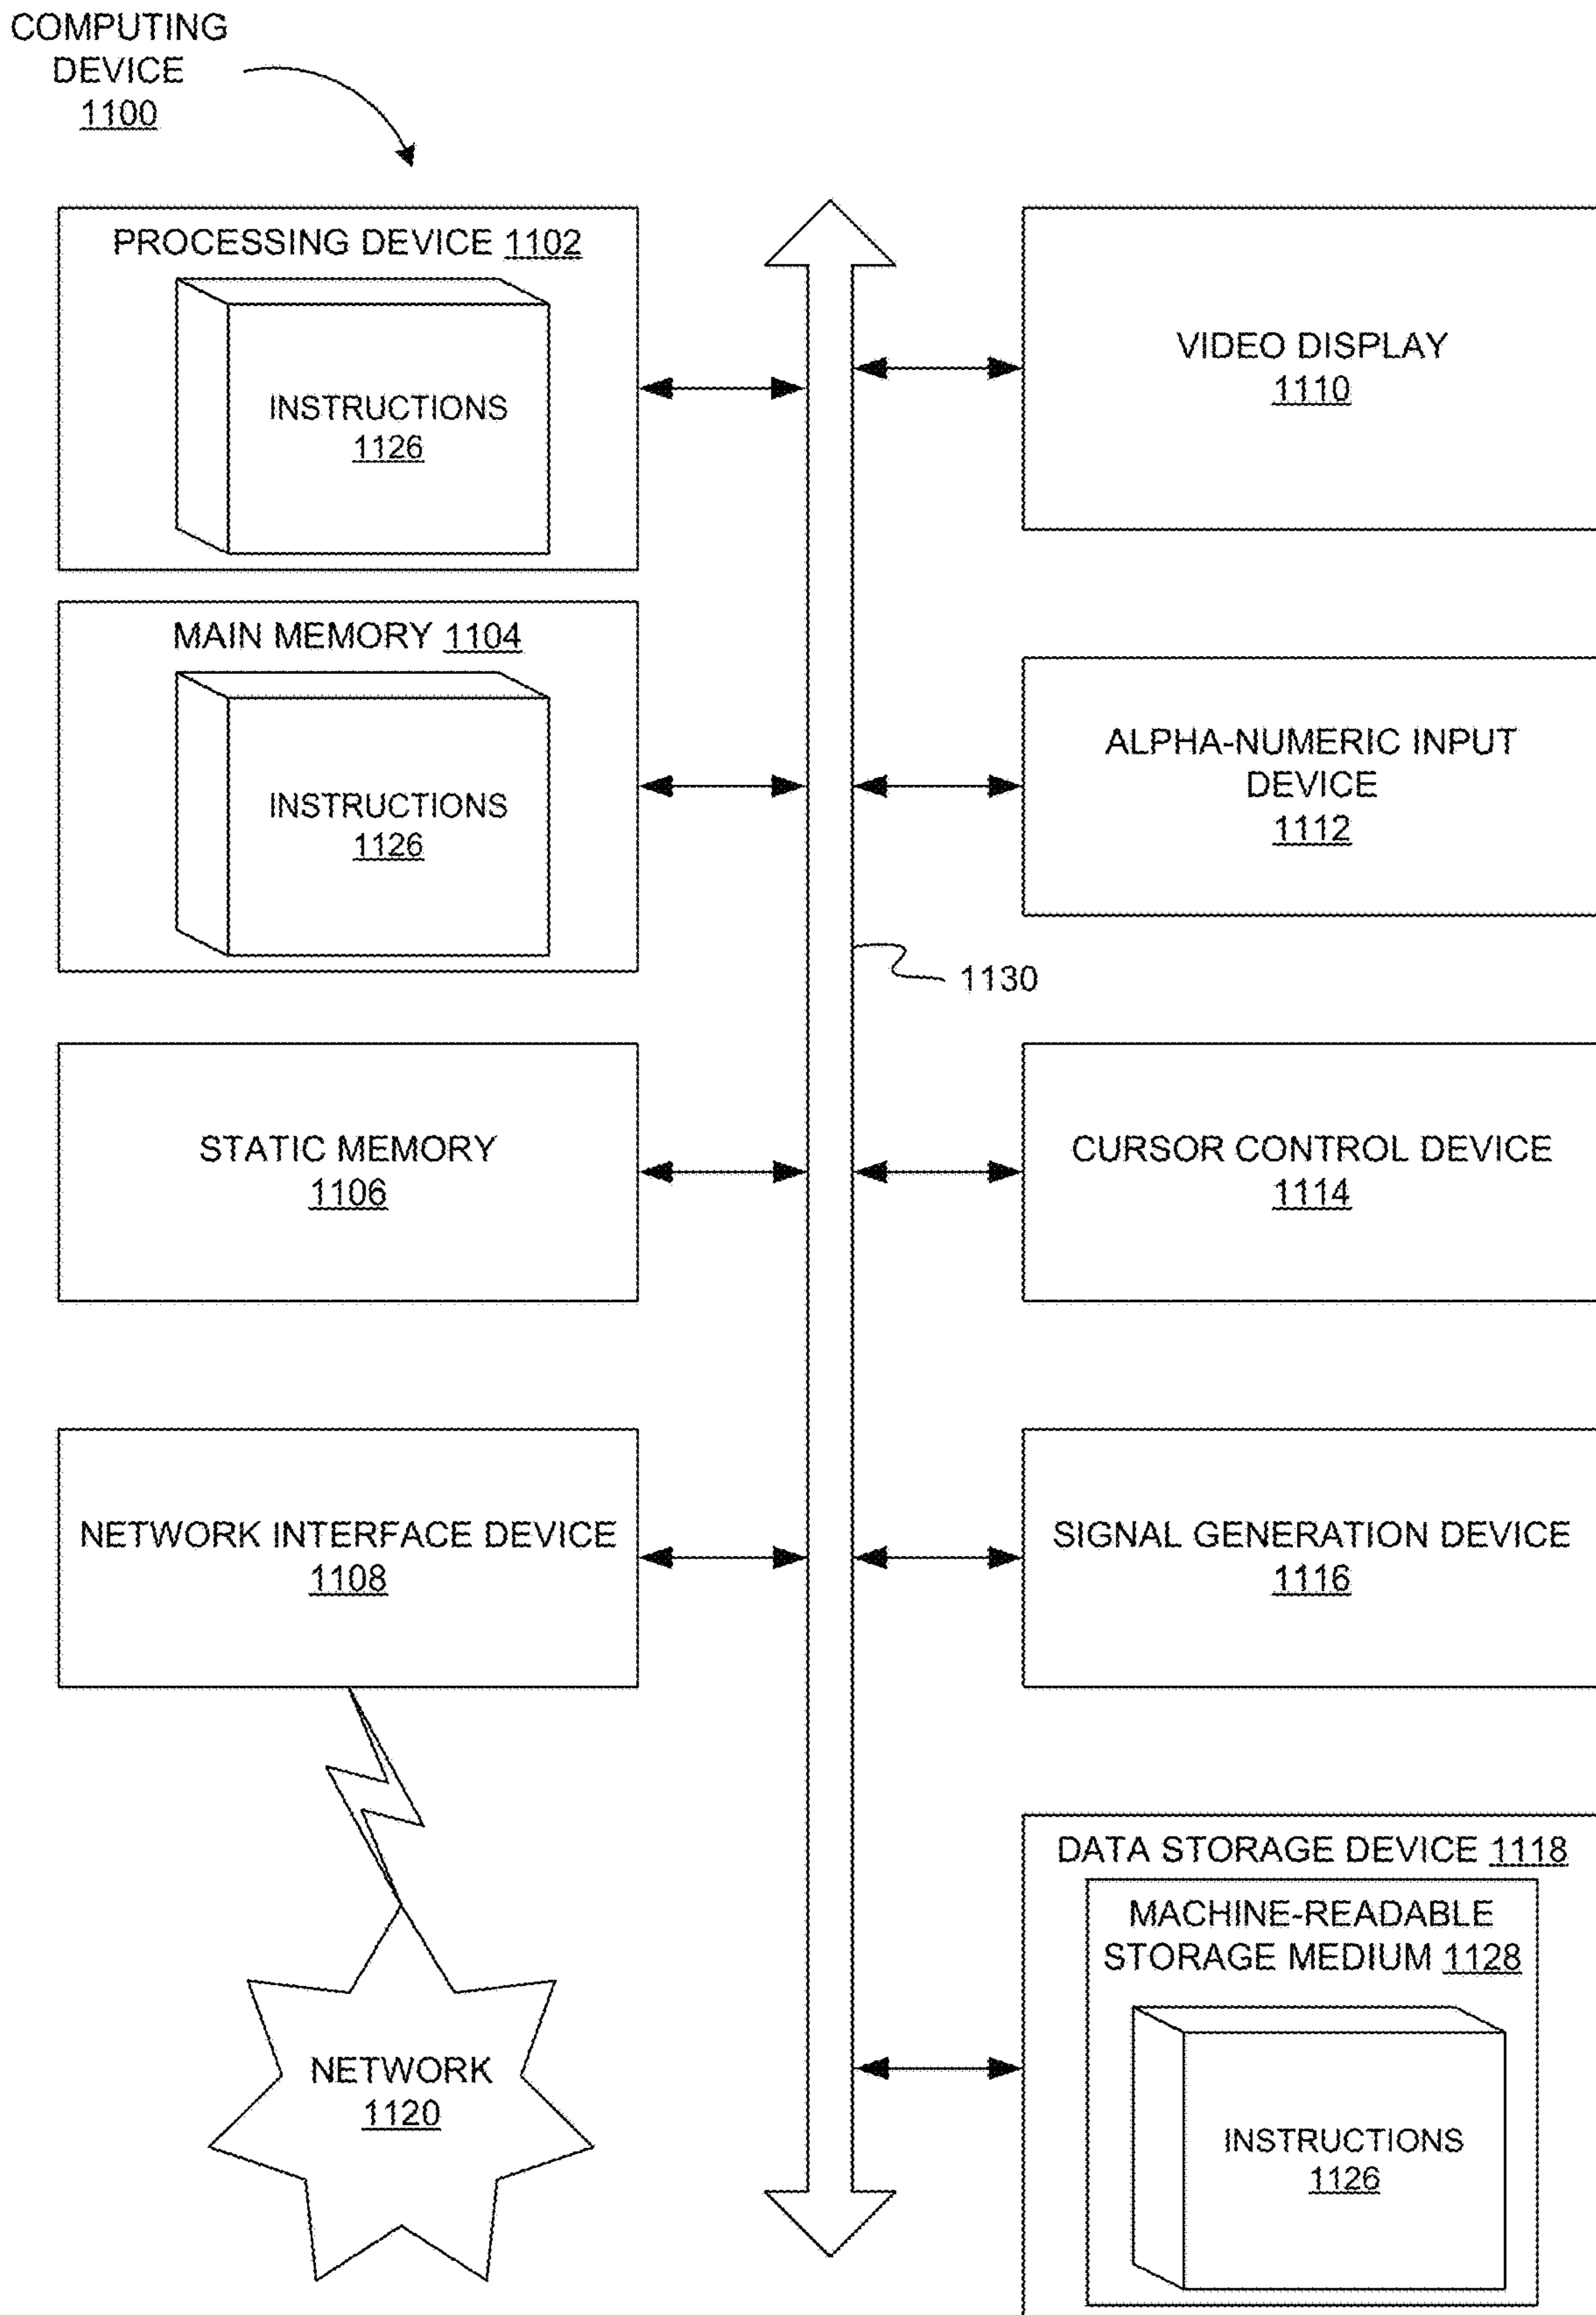 COMPUTING
DEVICE
1100
PROCESSING DEVICE 1102
INSTRUCTIONS
1126
VIDEO DISPLAY
1110
MAIN MEMORY 1104
INSTRUCTIONS
1126
ALPHA-NUMERIC INPUT
DEVICE
1112
1130
STATIC MEMORY
1106
CURSOR CONTROL DEVICE
1114
NETWORK INTERFACE DEVICE
1108
SIGNAL GENERATION DEVICE
1116
NETWORK
1120
DATA STORAGE DEVICE 1118
MACHINE-READABLE
STORAGE MEDIUM 1128
INSTRUCTIONS
1126